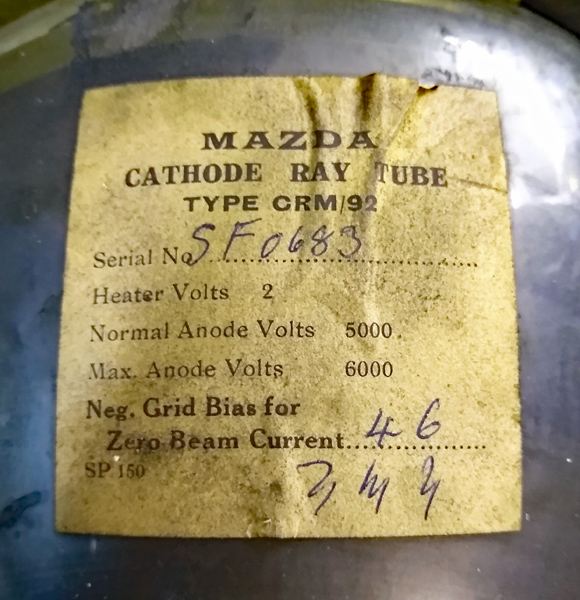 MAZDA
CATHODE RAY TUBE
TYPE CRM/92
Serial No SF0683
Heater Volts 2
Normal Anode Volts 5000
Max. Anode Volts 6000
Neg. Grid Bias for
Zero Beam Current 46
SP 150